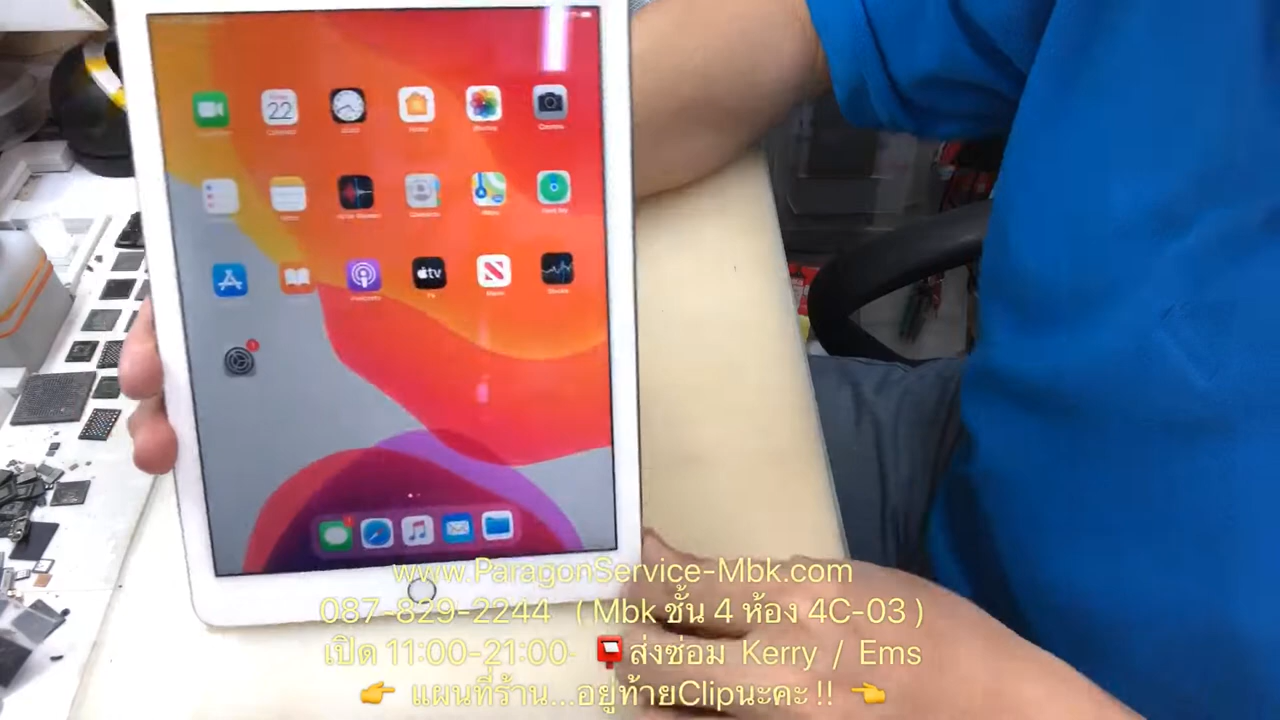 22
tv
1
www.ParagonService-Mbk.com
087-829-2244 ( Mbk ชั้น 4 ห้อง 4C-03 )
เปิด 11:00-21:00 📮ส่งซ่อม Kerry / Ems
👉 แผนที่ร้าน...อยู่ท้ายClipนะคะ !! 👈